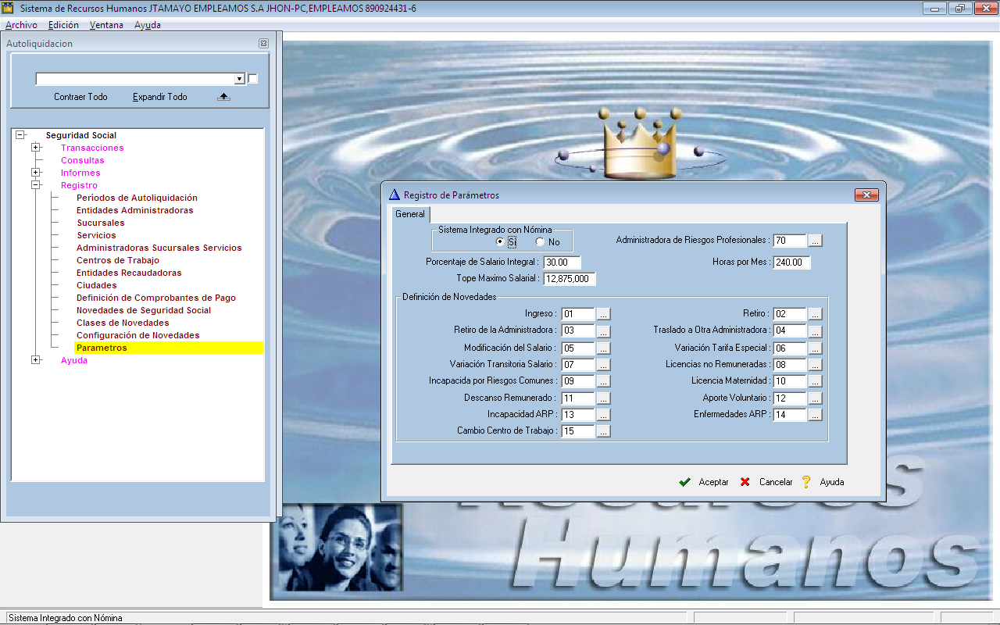 Sistema de Recursos Humanos JTAMAYO EMPLEAMOS S.A JHON-PC,EMPLEAMOS 890924431-6
Archivo Edición Ventana Ayuda
Autoliquidacion
Contraer Todo Expandir Todo
Seguridad Social
Transacciones
Consultas
Informes
Registro
Períodos de Autoliquidación
Entidades Administradoras
Sucursales
Servicios
Administradoras Sucursales Servicios
Centros de Trabajo
Entidades Recaudadoras
Ciudades
Definición de Comprobantes de Pago
Novedades de Seguridad Social
Clases de Novedades
Configuración de Novedades
Parametros
Ayuda
Registro de Parámetros
General
Sistema Integrado con Nómina
Sí No
Administradora de Riesgos Profesionales : 70 ...
Porcentaje de Salario Integral : 30.00 Horas por Mes : 240.00
Tope Maximo Salarial : 12,875,000
Definición de Novedades
Ingreso : 01 ... Retiro : 02 ...
Retiro de la Administradora : 03 ... Traslado a Otra Administradora : 04 ...
Modificación del Salario : 05 ... Variación Tarifa Especial : 06 ...
Variación Transitoria Salario : 07 ... Licencias no Remuneradas : 08 ...
Incapacida por Riesgos Comunes : 09 ... Licencia Maternidad : 10 ...
Descanso Remunerado : 11 ... Aporte Voluntario : 12 ...
Incapacidad ARP : 13 ... Enfermedades ARP : 14 ...
Cambio Centro de Trabajo : 15 ...
Aceptar Cancelar Ayuda
Recursos
Humanos
Sistema Integrado con Nómina